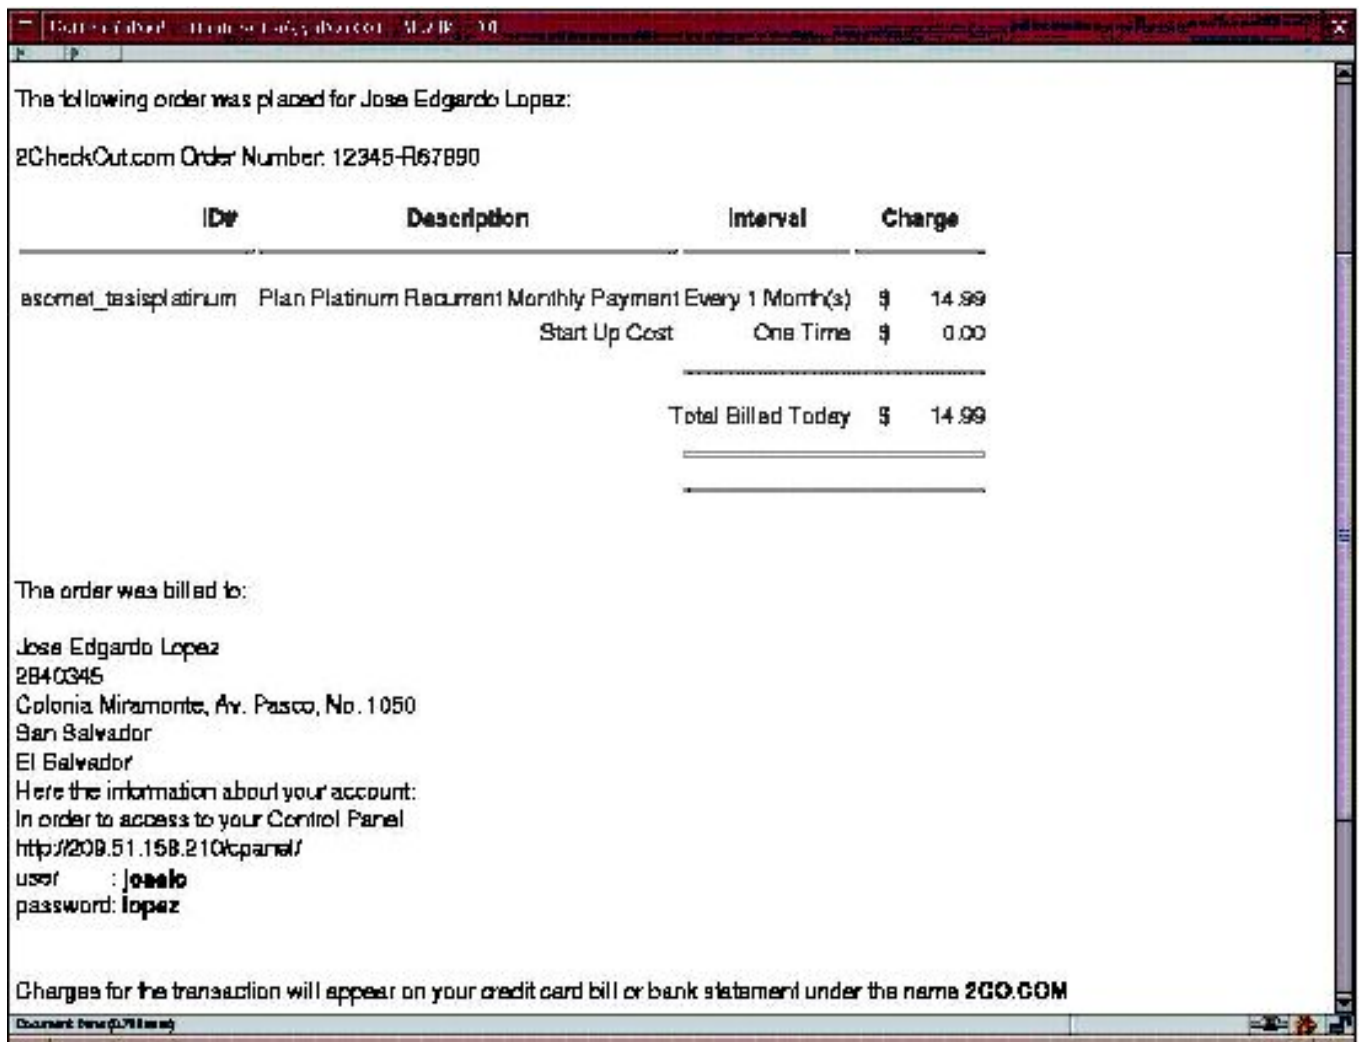 The following order was placed for Jose Edgardo Lopez:
2CheckOut.com Order Number: 12345-R67890
ID# Description Interval Charge
esomet_tesisplatinum Plan Platinum Recurrent Monthly Payment Every 1 Month(s) $ 14.99
Start Up Cost One Time $ 0.00
Total Billed Today $ 14.99
The order was billed to:
Jose Edgardo Lopez
2840345
Colonia Miramonte, Av. Pasco, No. 1050
San Salvador
El Salvador
Here the information about your account:
In order to access to your Control Panel
http://209.51.158.210/cpanel/
user :
password: lopez
Charges for the transaction will appear on your credit card bill or bank statement under the name 2CO.COM
Document: Done